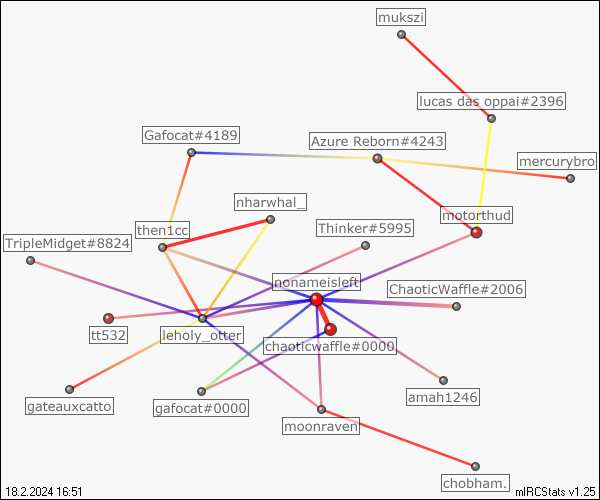 mukszi
lucas das oppai#2396
Gafocat#4189
Azure Reborn#4243
mercurybro
nharwhal_
motorthud
then1cc
Thinker#5995
TripleMidget#8824
nonameisleft
ChaoticWaffle#2006
tt532
leholy_otter
chaoticwaffle#0000
gateauxcatto
gafocat#0000
amah1246
moonraven
chobham.
18.2.2024 16:51
mIRCStats v1.25